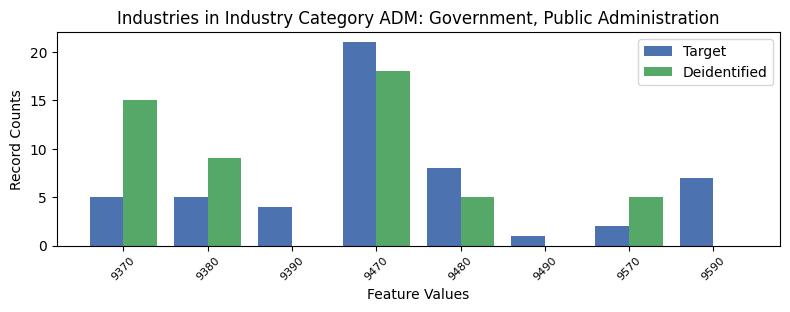 Industries in Industry Category ADM: Government, Public Administration
Target
Deidentified
Record Counts
20
15
10
5
0
9370
9380
9390
9470
9480
9490
9570
9590
Feature Values